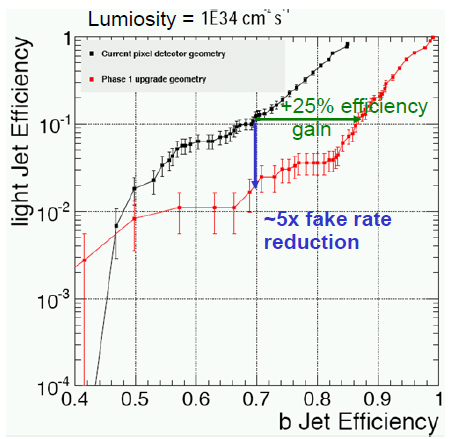 Lumiosity = 1E34 cm⁻ s⁻
light Jet Efficiency
1
10⁻¹
10⁻²
10⁻³
10⁻⁴
Current pixel detector geometry
Phase 1 upgrade geometry
+25% efficiency
gain
~5x fake rate
reduction
0.4 0.5 0.6 0.7 0.8 0.9 1
b Jet Efficiency